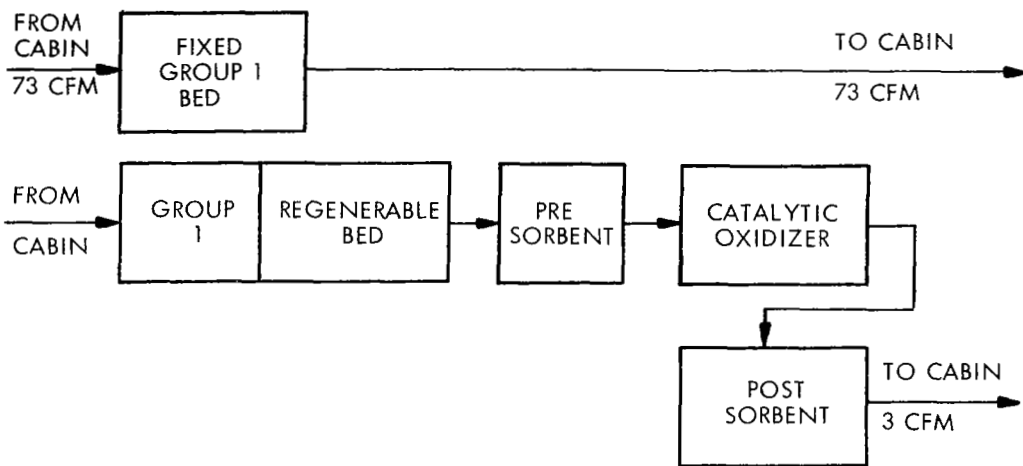 FROM
CABIN
73 CFM
FIXED
GROUP 1
BED
TO CABIN
73 CFM
FROM
CABIN
GROUP
1
REGENERABLE
BED
PRE
SORBENT
CATALYTIC
OXIDIZER
POST
SORBENT
TO CABIN
3 CFM